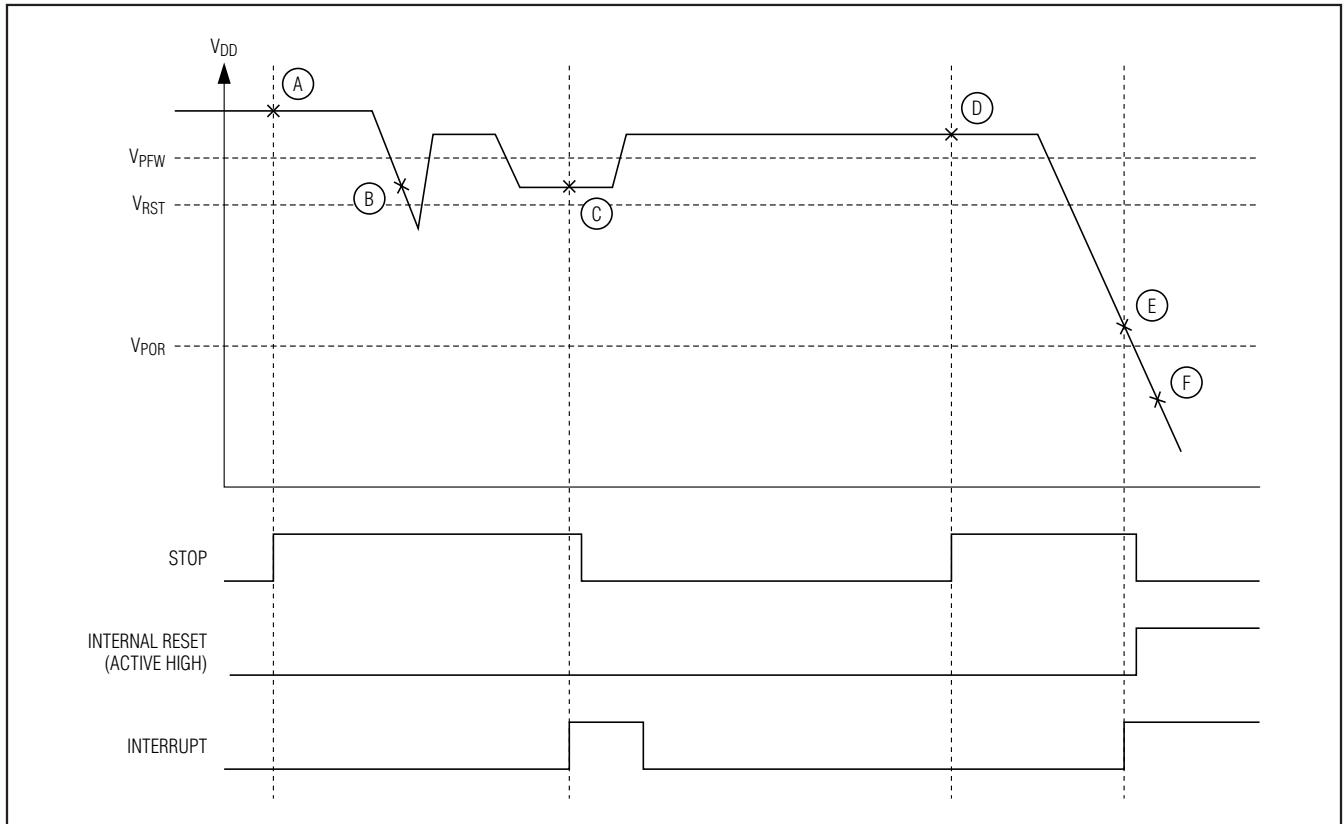 VDD
A
VPFW
B
VRST
C
D
E
VPOR
F
STOP
INTERNAL RESET
(ACTIVE HIGH)
INTERRUPT